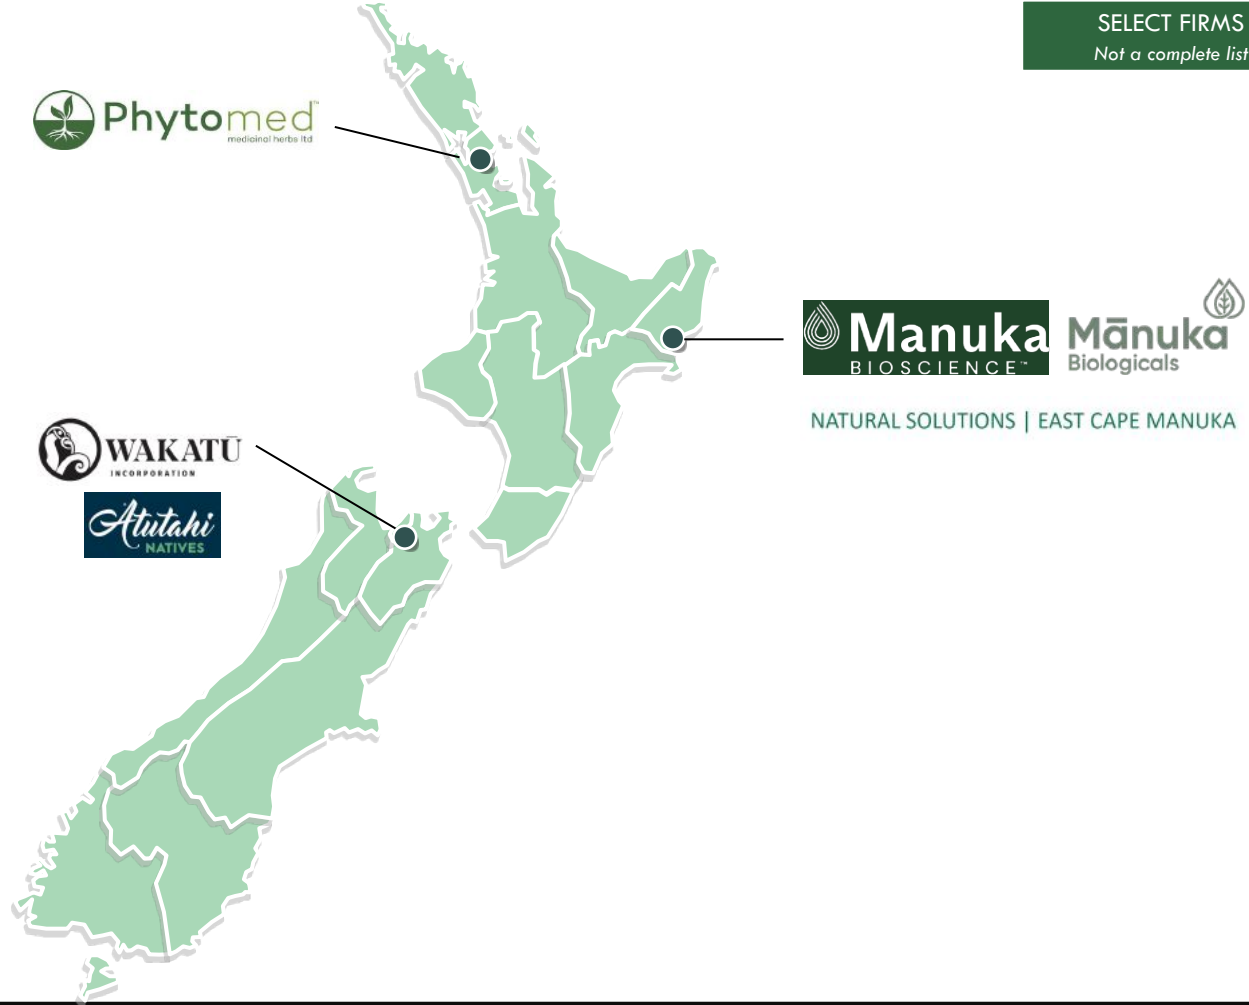 SELECT FIRMS
Not a complete list
Phytomed™
medicinal herbs ltd
Manuka
BIOSCIENCE™
Mānuka
Biologicals
NATURAL SOLUTIONS | EAST CAPE MANUKA
WAKATŪ
INCORPORATION
Atutahi
NATIVES